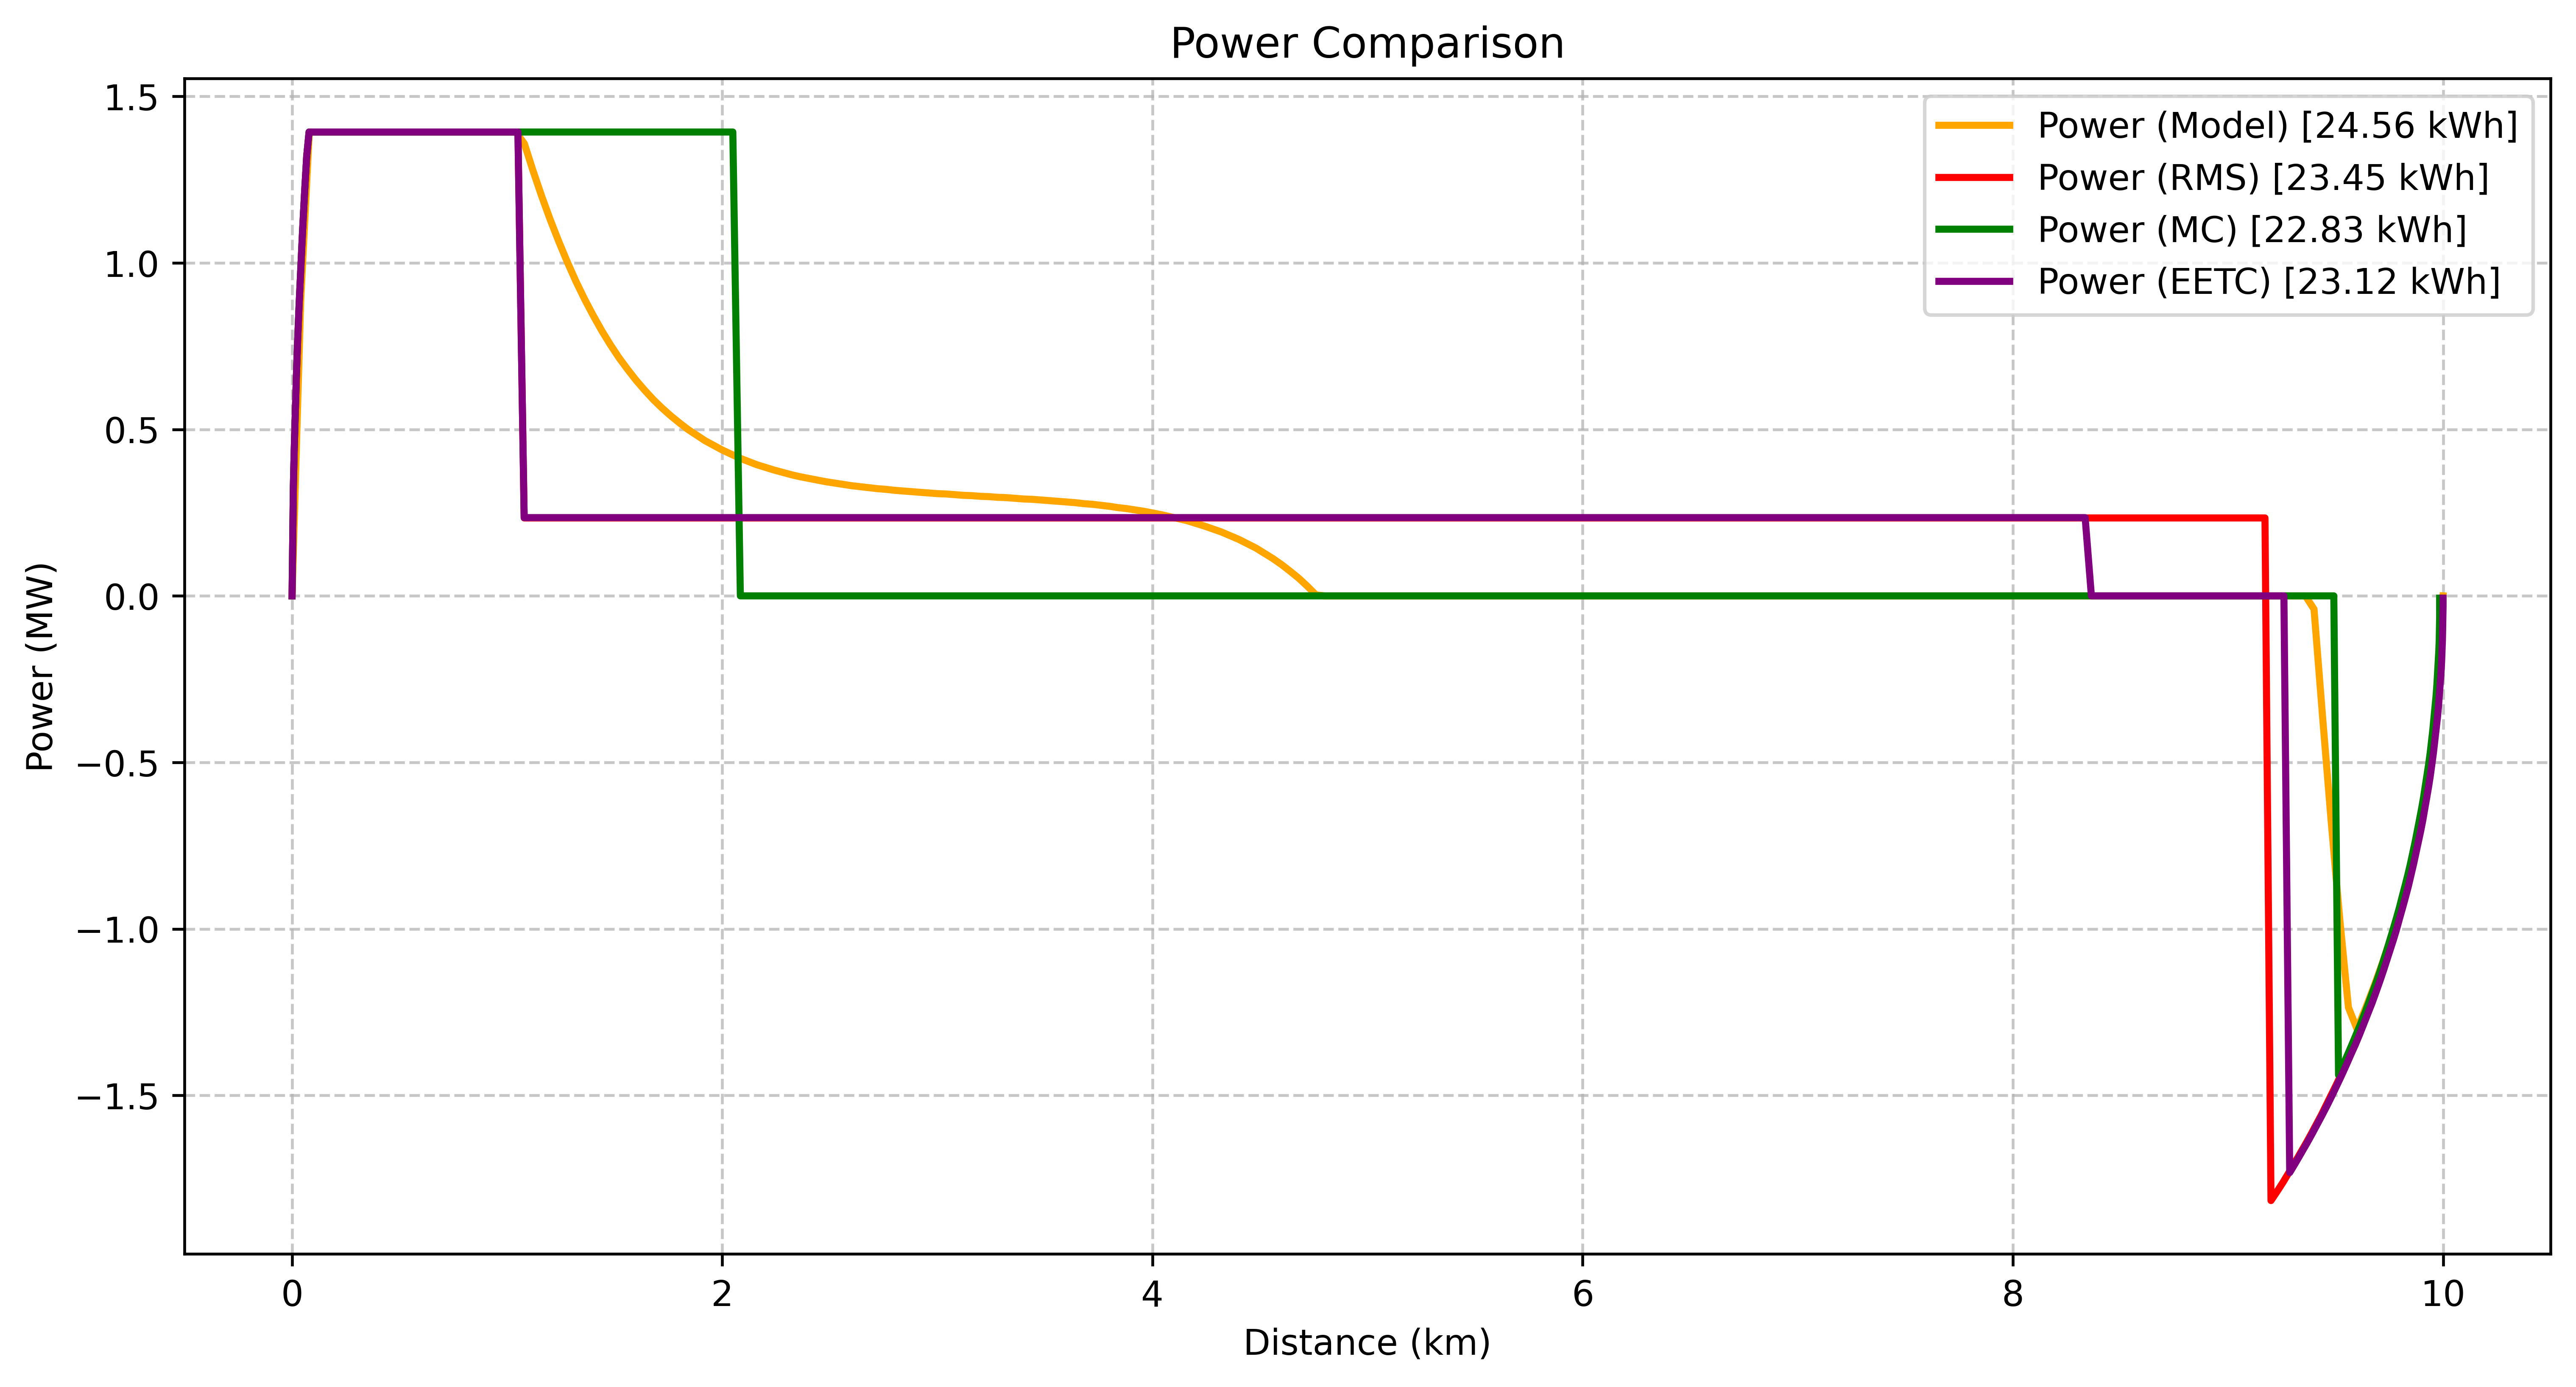 Power Comparison
1.5
1.0
0.5
0.0
−0.5
−1.0
−1.5
Power (MW)
Power (Model) [24.56 kWh]
Power (RMS) [23.45 kWh]
Power (MC) [22.83 kWh]
Power (EETC) [23.12 kWh]
0 2 4 6 8 10
Distance (km)